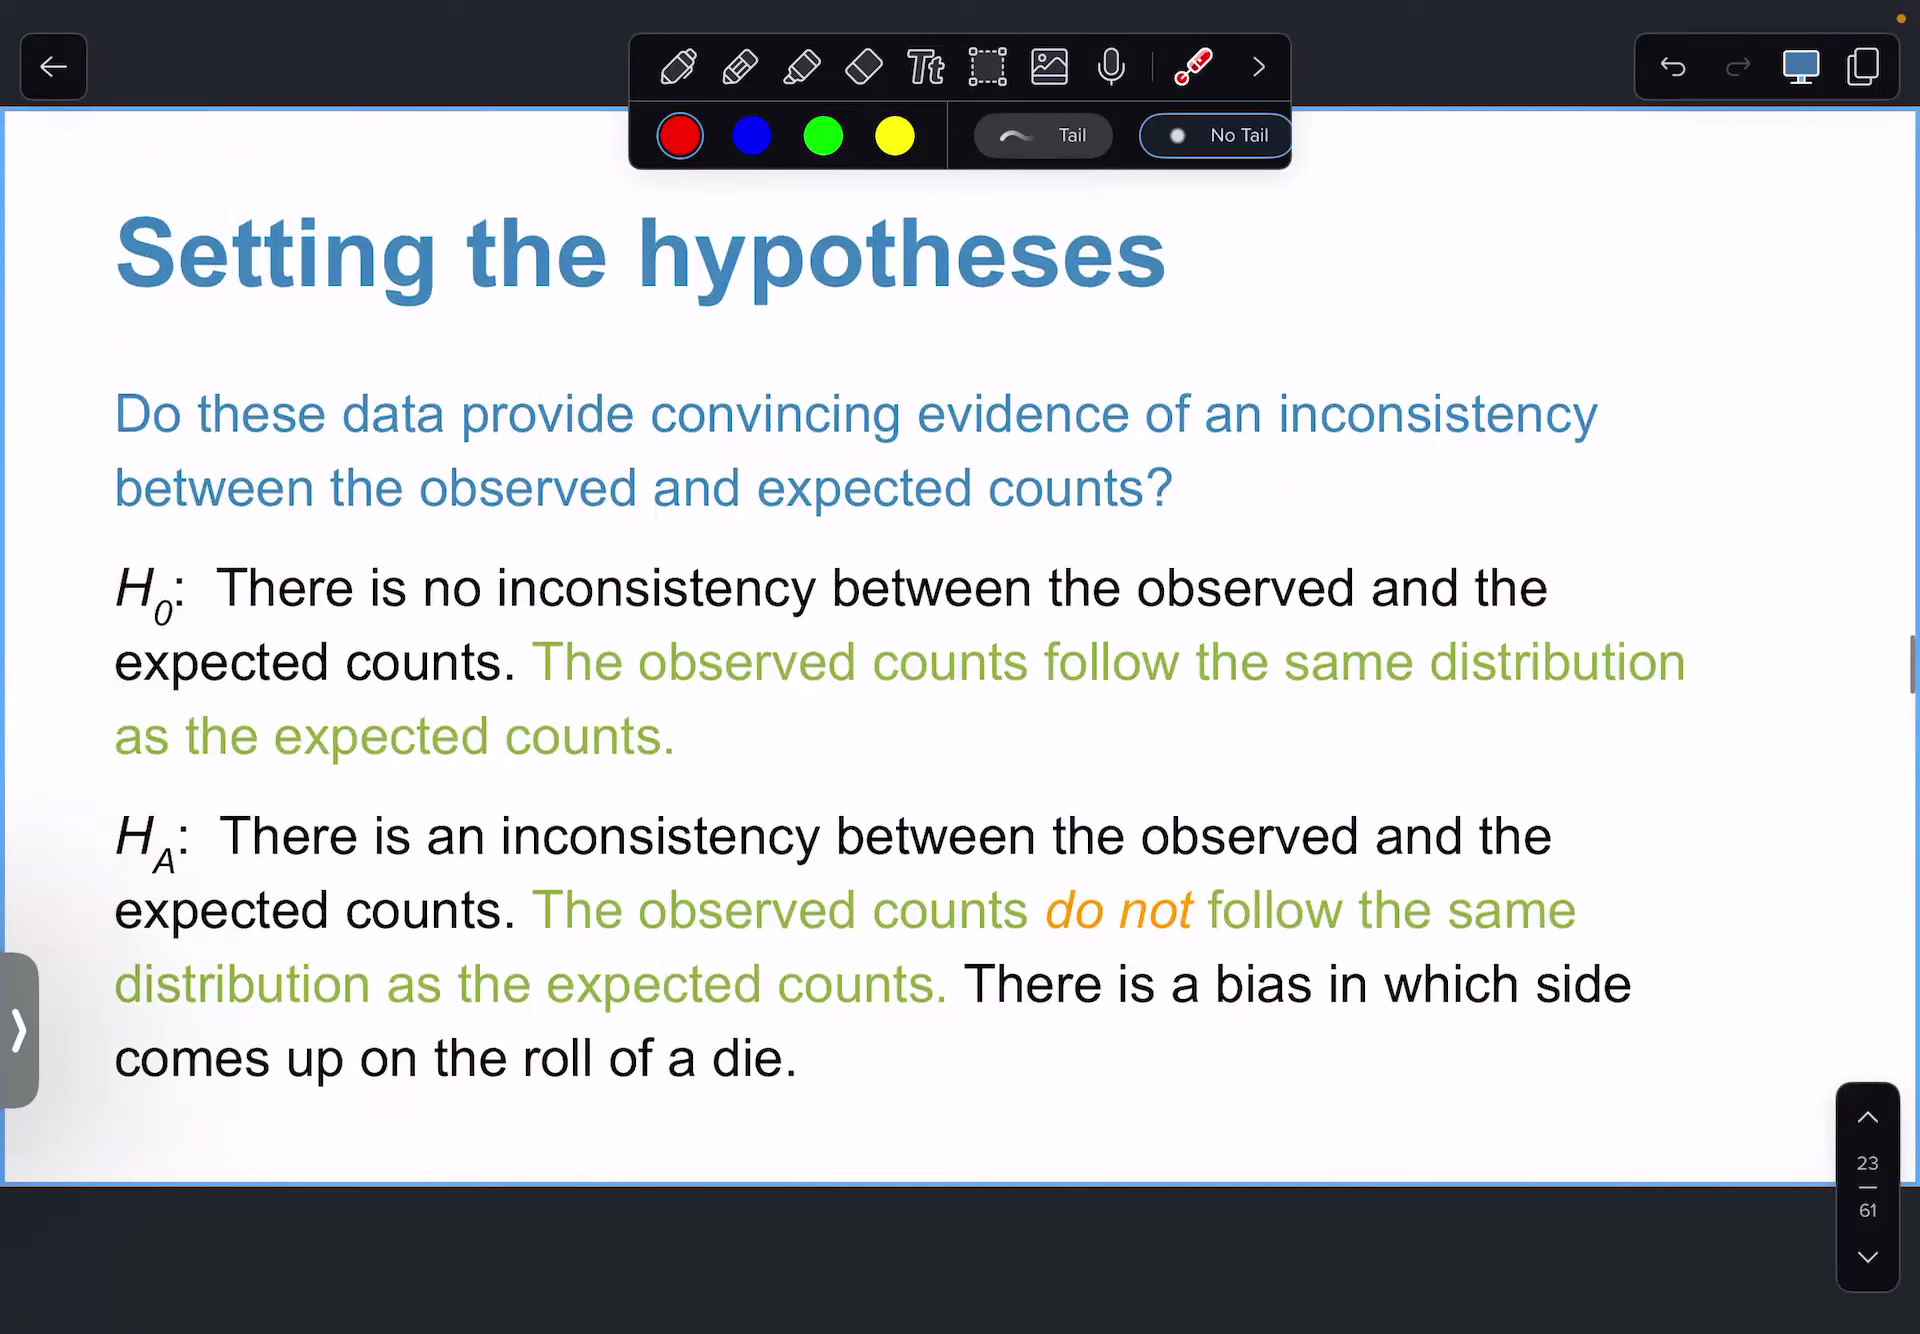 Tt
Tail
No Tail
Setting the hypotheses
Do these data provide convincing evidence of an inconsistency
between the observed and expected counts?
H0: There is no inconsistency between the observed and the
expected counts. The observed counts follow the same distribution
as the expected counts.
HA: There is an inconsistency between the observed and the
expected counts. The observed counts do not follow the same
distribution as the expected counts. There is a bias in which side
comes up on the roll of a die.
23
61